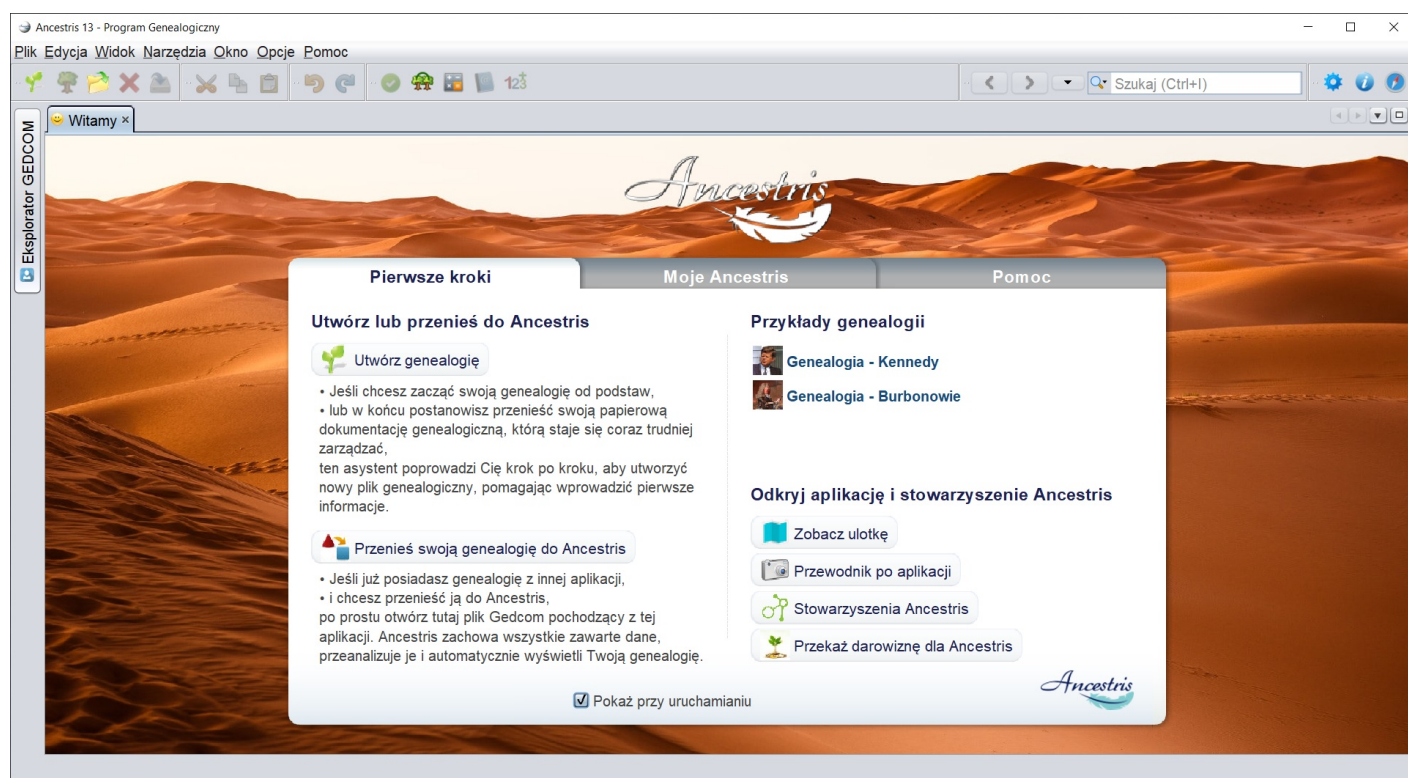 Ancestris 13 - Program Genealogiczny
Plik Edycja Widok Narzędzia Okno Opcje Pomoc
123
Szukaj (Ctrl+I)
Eksplorator GEDCOM
Witamy
Ancestris
Pierwsze kroki
Moje Ancestris
Pomoc
Utwórz lub przenieś do Ancestris
Utwórz genealogię
• Jeśli chcesz zacząć swoją genealogię od podstaw,
• lub w końcu postanowisz przenieść swoją papierową
dokumentację genealogiczną, którą staje się coraz trudniej
zarządzać,
ten asystent poprowadzi Cię krok po kroku, aby utworzyć
nowy plik genealogiczny, pomagając wprowadzić pierwsze
informacje.
Przenieś swoją genealogię do Ancestris
• Jeśli już posiadasz genealogię z innej aplikacji,
• i chcesz przenieść ją do Ancestris,
po prostu otwórz tutaj plik Gedcom pochodzący z tej
aplikacji. Ancestris zachowa wszystkie zawarte dane,
przeanalizuje je i automatycznie wyświetli Twoją genealogię.
Przykłady genealogii
Genealogia - Kennedy
Genealogia - Burbonowie
Odkryj aplikację i stowarzyszenie Ancestris
Zobacz ulotkę
Przewodnik po aplikacji
Stowarzyszenia Ancestris
Przekaż darowiznę dla Ancestris
Pokaż przy uruchamianiu
Ancestris